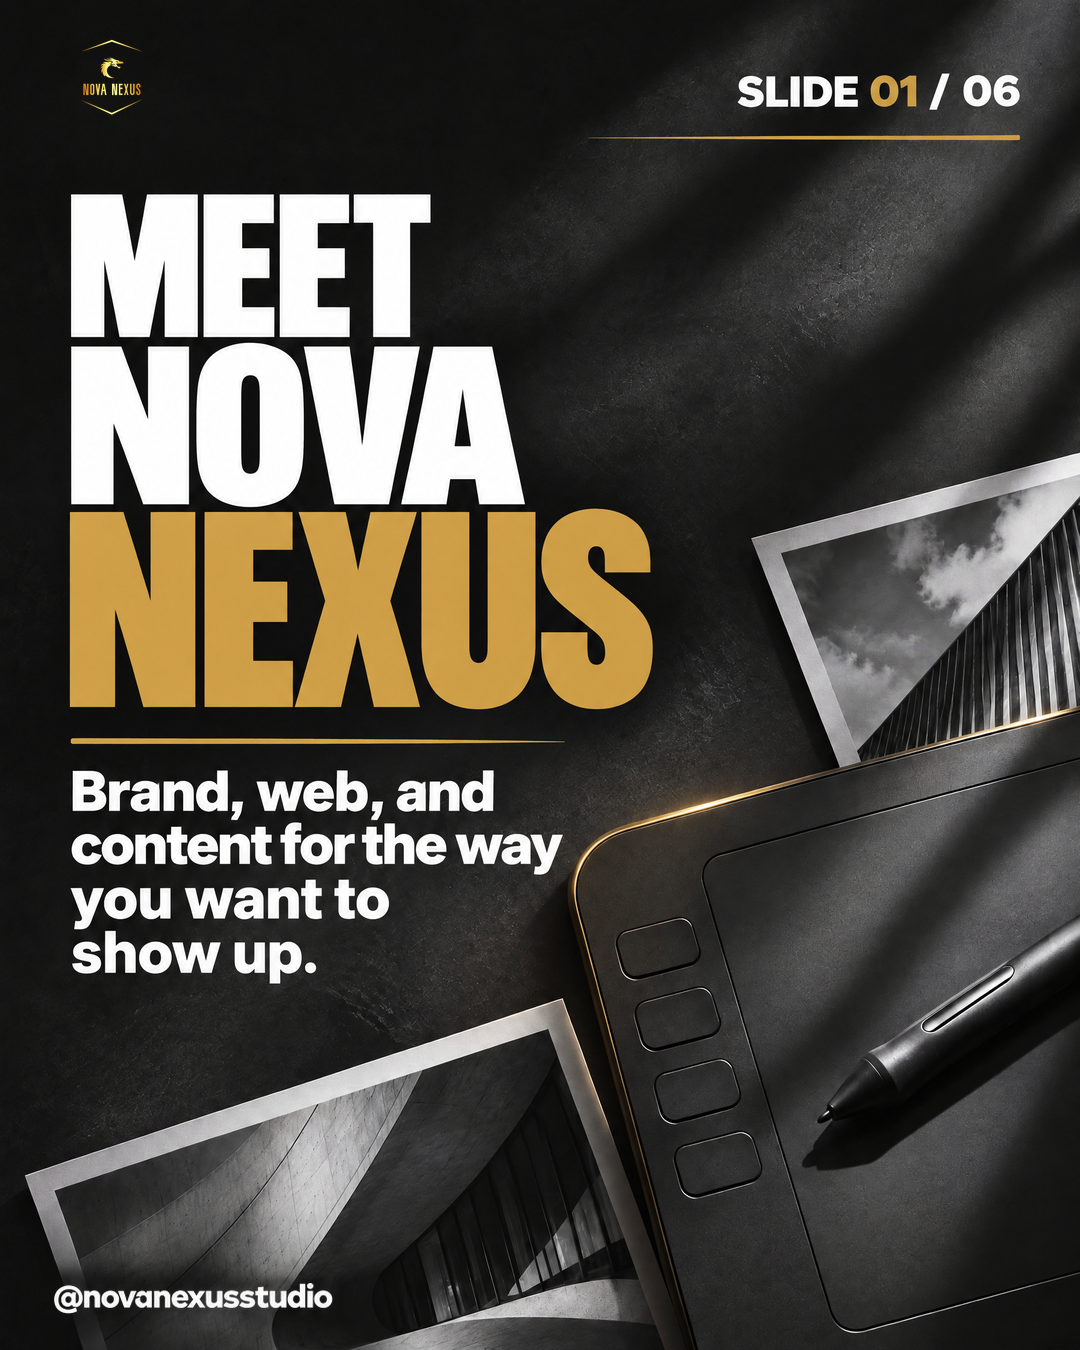 NOVA NEXUS
SLIDE 01 / 06
MEET
NOVA
NEXUS
Brand, web, and
content for the way
you want to
show up.
@novanexusstudio